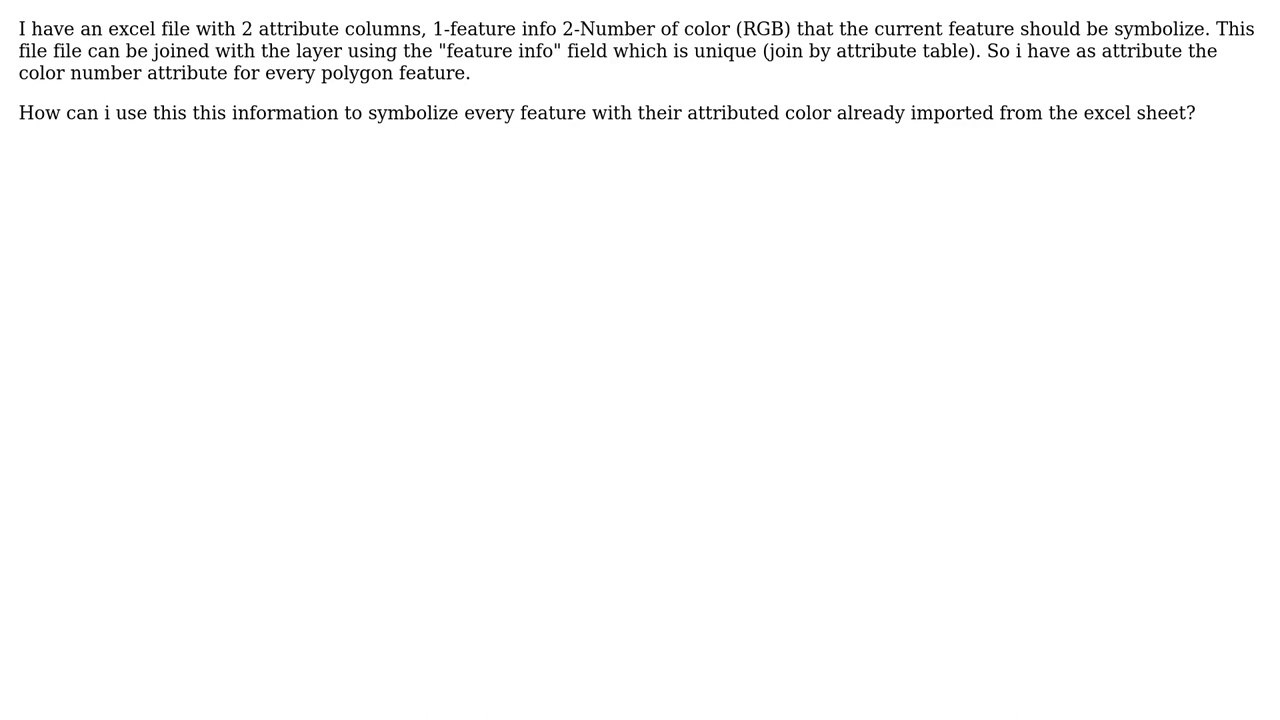 I have an excel file with 2 attribute columns, 1-feature info 2-Number of color (RGB) that the current feature should be symbolize. This
file file can be joined with the layer using the "feature info" field which is unique (join by attribute table). So i have as attribute the
color number attribute for every polygon feature.
How can i use this this information to symbolize every feature with their attributed color already imported from the excel sheet?